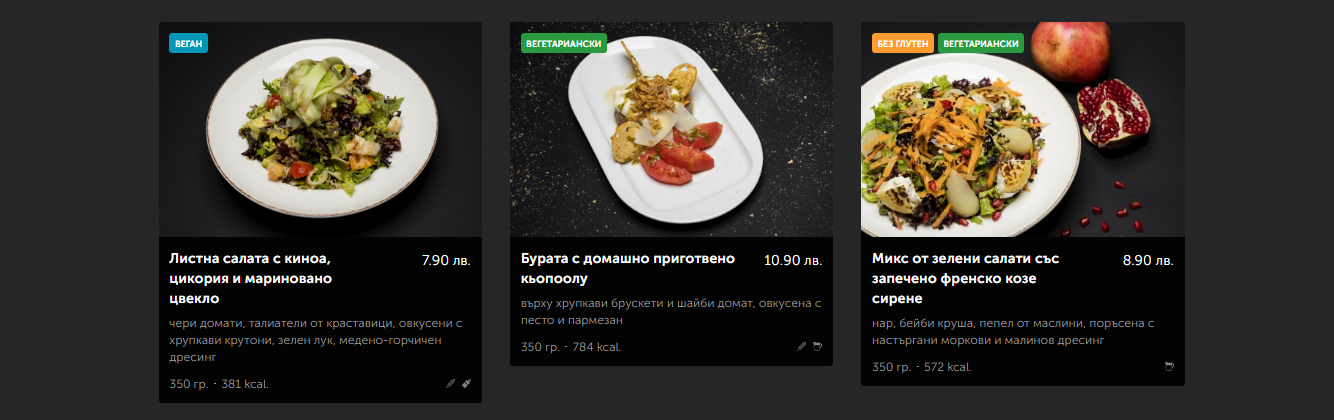 ВЕГАН
Листна салата с киноа,
цикория и мариновано
цвекло
7.90 лв.
чери домати, талиатели от краставици, овкусени с
хрупкави крутони, зелен лук, медено-горчичен
дресинг
350 гр. · 381 kcal.
ВЕГЕТАРИАНСКИ
Бурата с домашно приготвено
кьопоолу
10.90 лв.
върху хрупкави брускети и шайби домат, овкусена с
песто и пармезан
350 гр. · 784 kcal.
БЕЗ ГЛУТЕН ВЕГЕТАРИАНСКИ
Микс от зелени салати със
запечено френско козе
сирене
8.90 лв.
нар, бейби круша, пепел от маслини, поръсена с
настъргани моркови и малинов дресинг
350 гр. · 572 kcal.